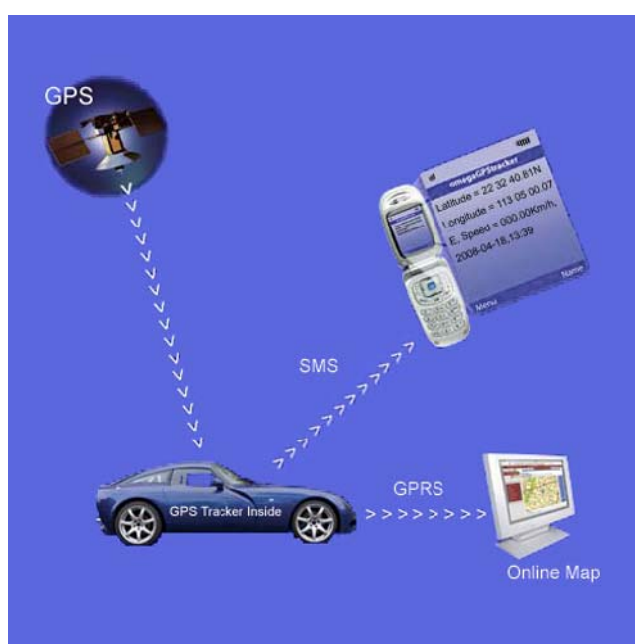 GPS
omegaGPStracker
Latitude = 22 32 40.81N
Longitude = 113 05 00.07
E, Speed = 000.00Km/h,
2008-04-18,13:39
Menu
Name
SMS
GPRS
GPS Tracker Inside
Online Map